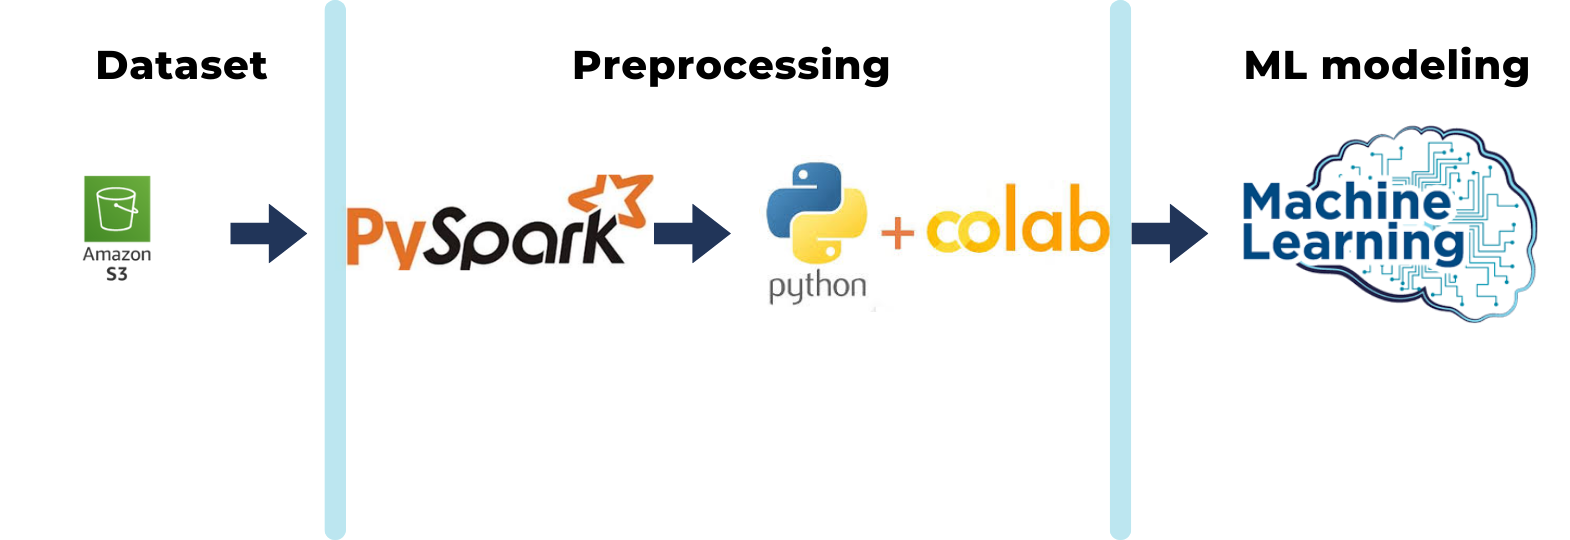 Dataset
Preprocessing
ML modeling
Amazon
S3
PySpark
python
+
colab
Machine
Learning